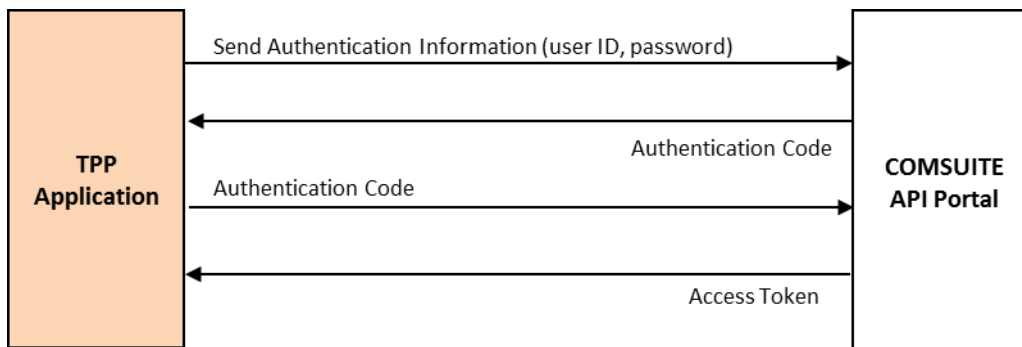 Send Authentication Information (user ID, password)
Authentication Code
TPP
Application
COMSUITE
API Portal
Authentication Code
Access Token